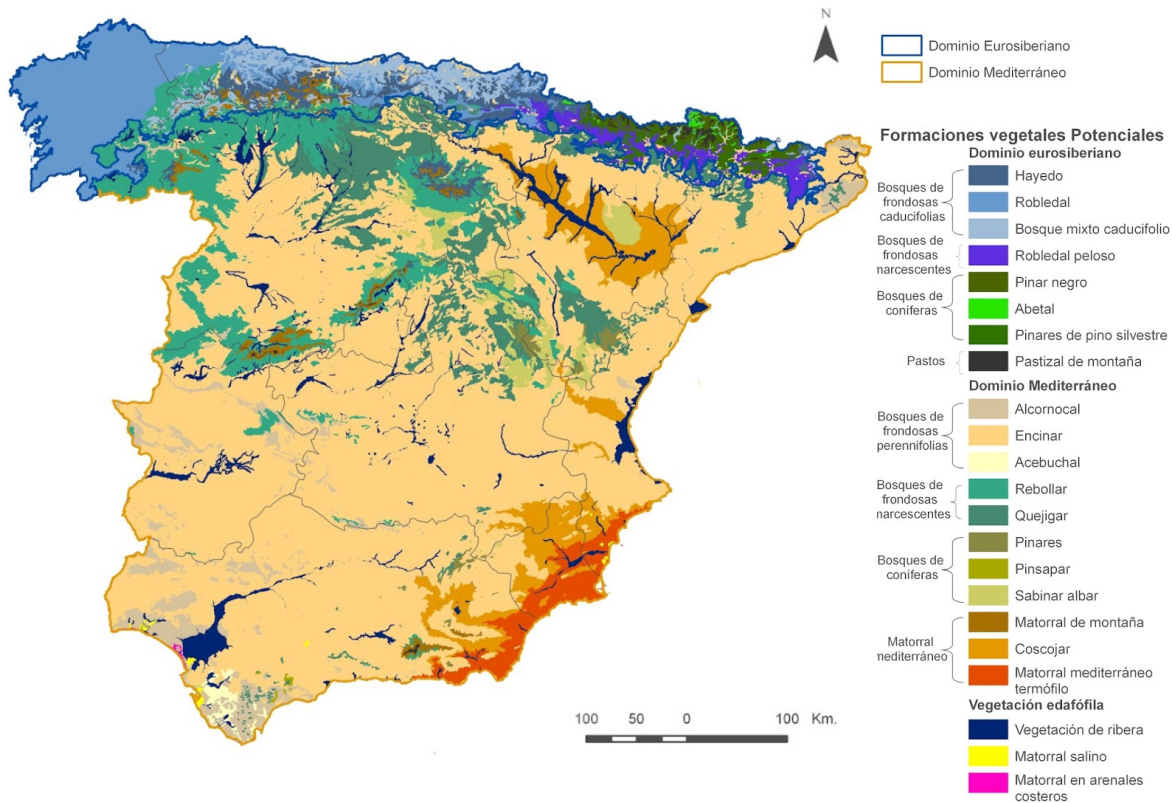 N
Dominio Eurosiberiano
Dominio Mediterráneo
Formaciones vegetales Potenciales
Dominio eurosiberiano
Bosques de
frondosas
caducifolias
Hayedo
Robledal
Bosque mixto caducifolio
Bosques de
frondosas
narcescentes
Robledal peloso
Bosques de
coníferas
Pinar negro
Abetal
Pinares de pino silvestre
Pastos
Pastizal de montaña
Dominio Mediterráneo
Bosques de
frondosas
perennifolias
Alcornocal
Encinar
Acebuchal
Bosques de
frondosas
narcescentes
Rebollar
Quejigar
Bosques de
coníferas
Pinares
Pinsapar
Sabinar albar
Matorral
mediterráneo
Matorral de montaña
Coscojar
Matorral mediterráneo
termófilo
Vegetación edafófila
Vegetación de ribera
Matorral salino
Matorral en arenales
costeros
100 50 0 100 Km.